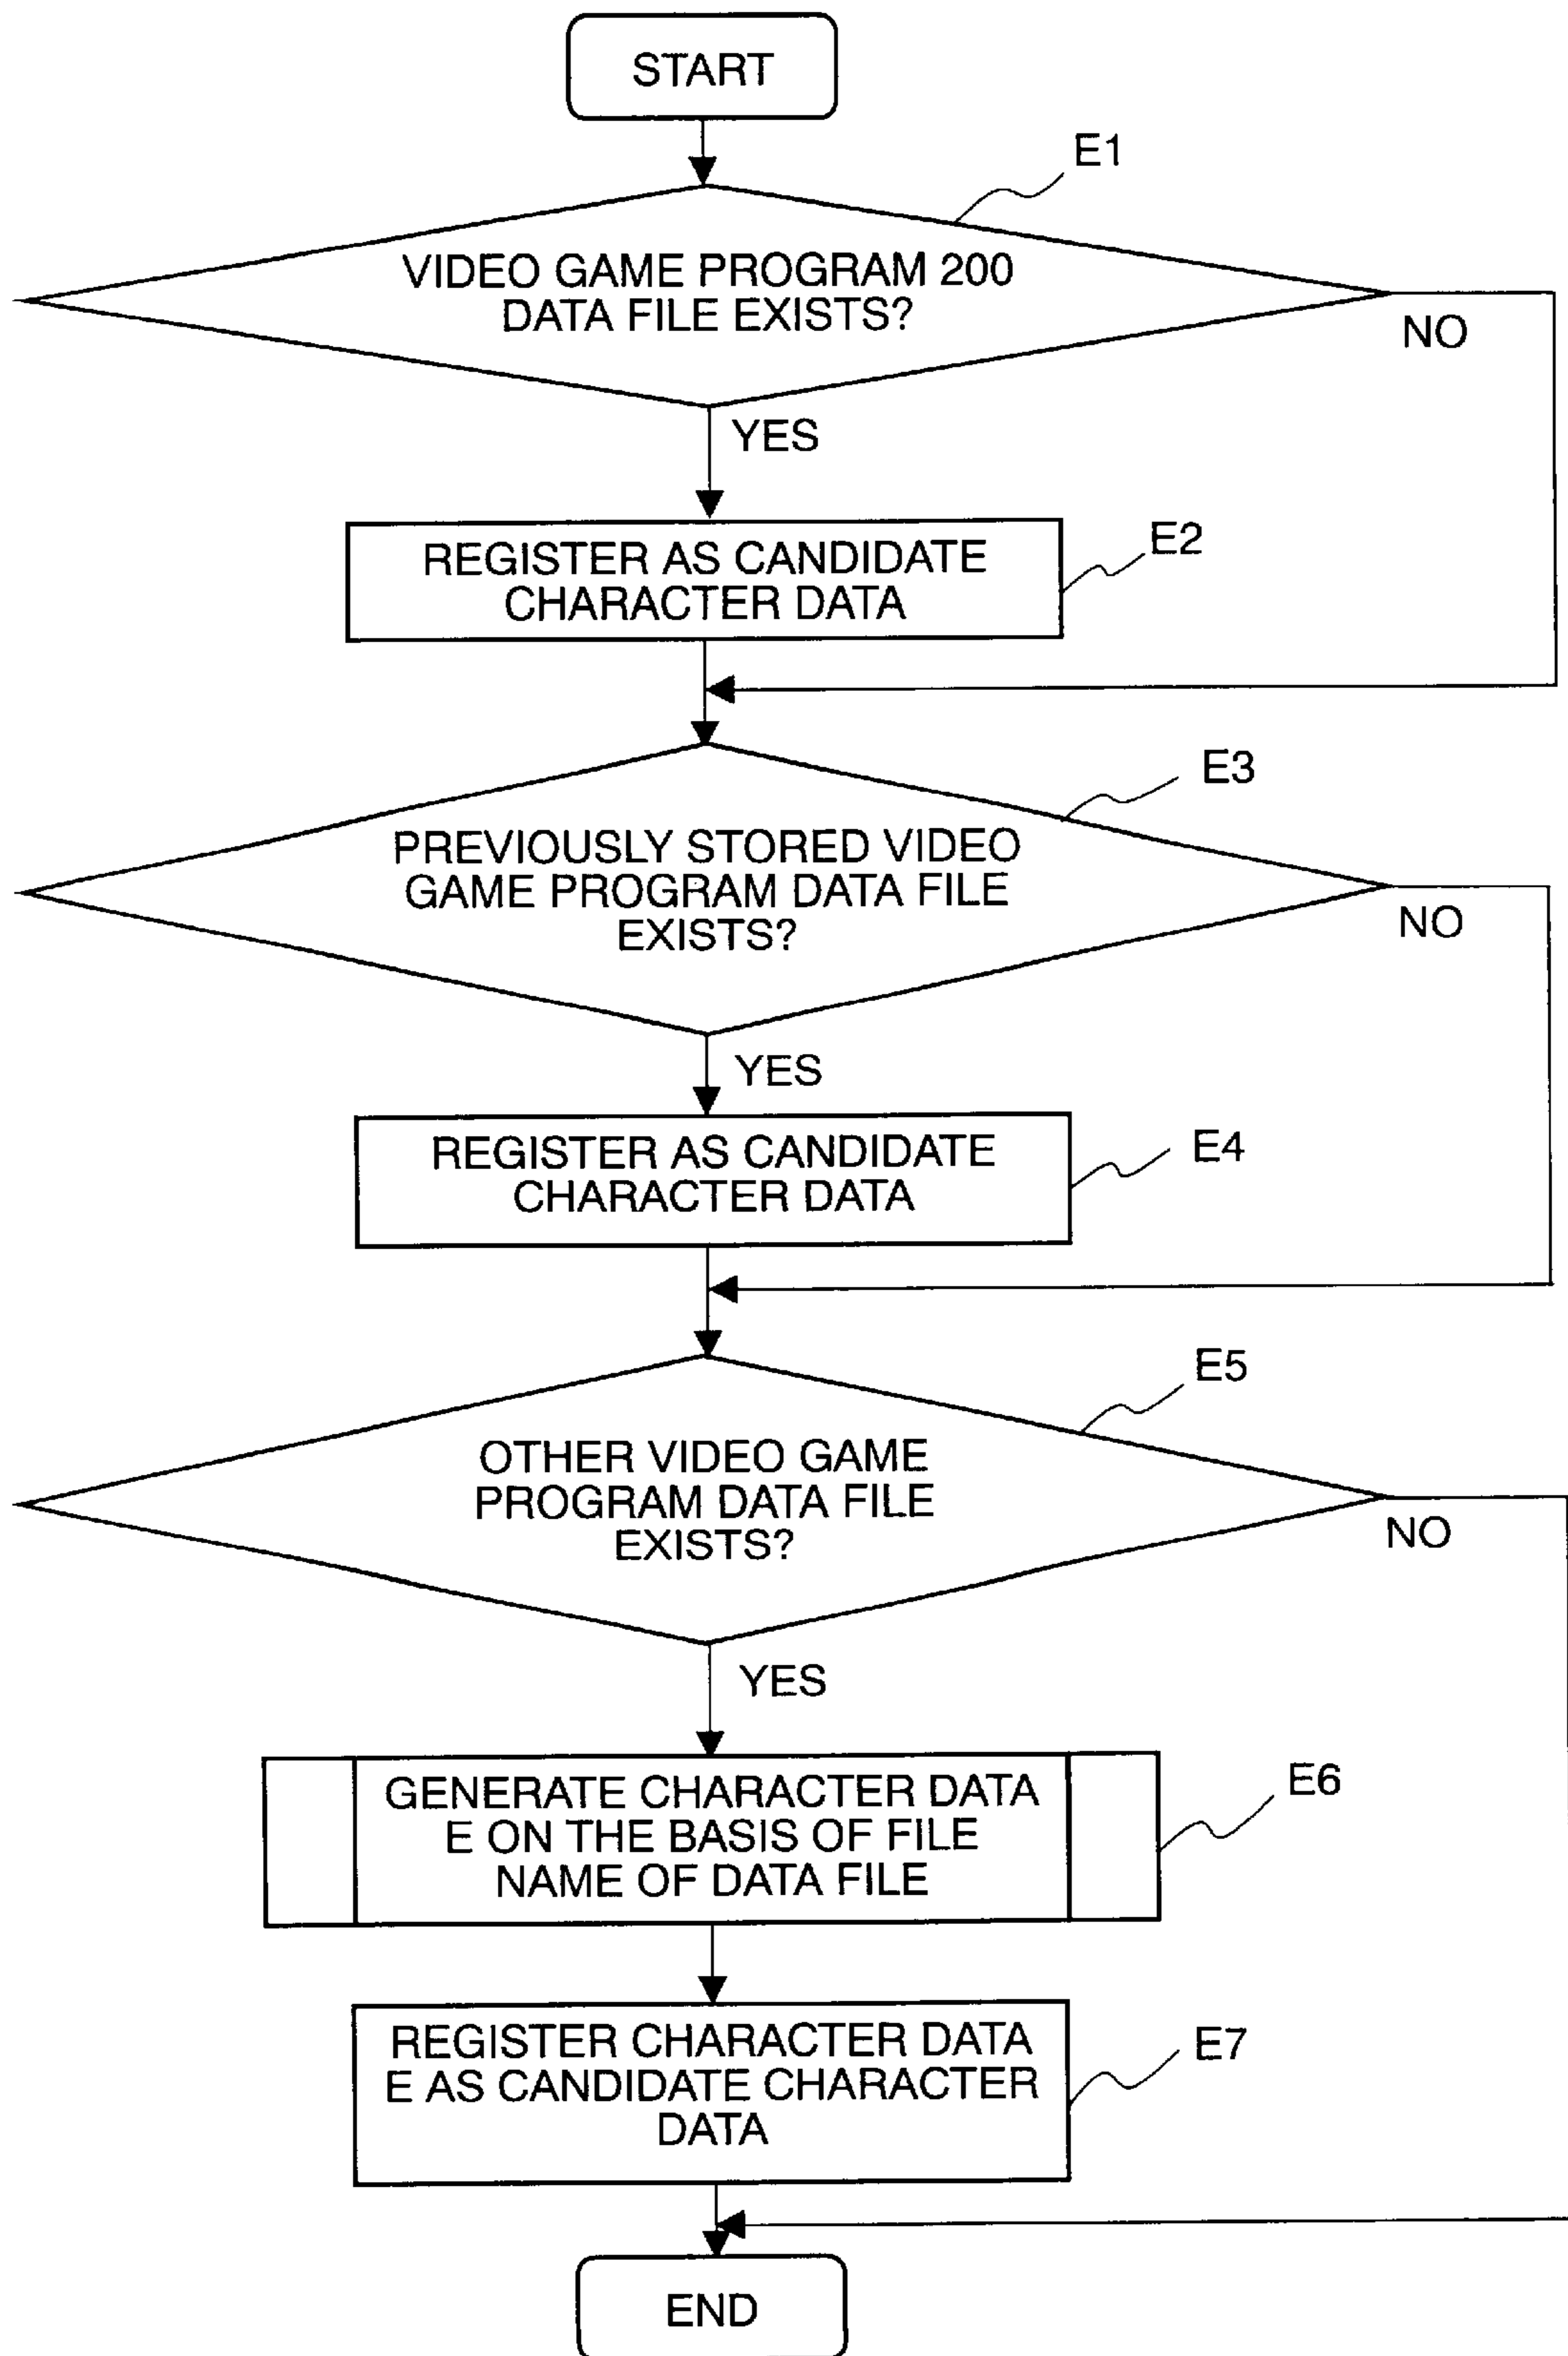 START
E1
VIDEO GAME PROGRAM 200
DATA FILE EXISTS?
NO
YES
E2
REGISTER AS CANDIDATE
CHARACTER DATA
E3
PREVIOUSLY STORED VIDEO
GAME PROGRAM DATA FILE
EXISTS?
NO
YES
E4
REGISTER AS CANDIDATE
CHARACTER DATA
E5
OTHER VIDEO GAME
PROGRAM DATA FILE
EXISTS?
NO
YES
E6
GENERATE CHARACTER DATA
E ON THE BASIS OF FILE
NAME OF DATA FILE
E7
REGISTER CHARACTER DATA
E AS CANDIDATE CHARACTER
DATA
END